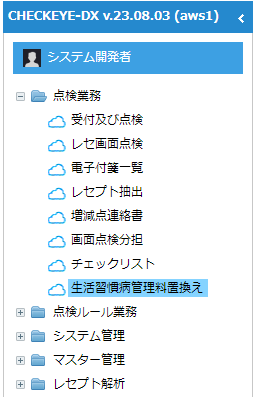 CHECKEYE-DX v.23.08.03 (aws1)
システム開発者
点検業務
受付及び点検
レセ画面点検
電子付箋一覧
レセプト抽出
増減点連絡書
画面点検分担
チェックリスト
生活習慣病管理料置換え
点検ルール業務
システム管理
マスター管理
レセプト解析